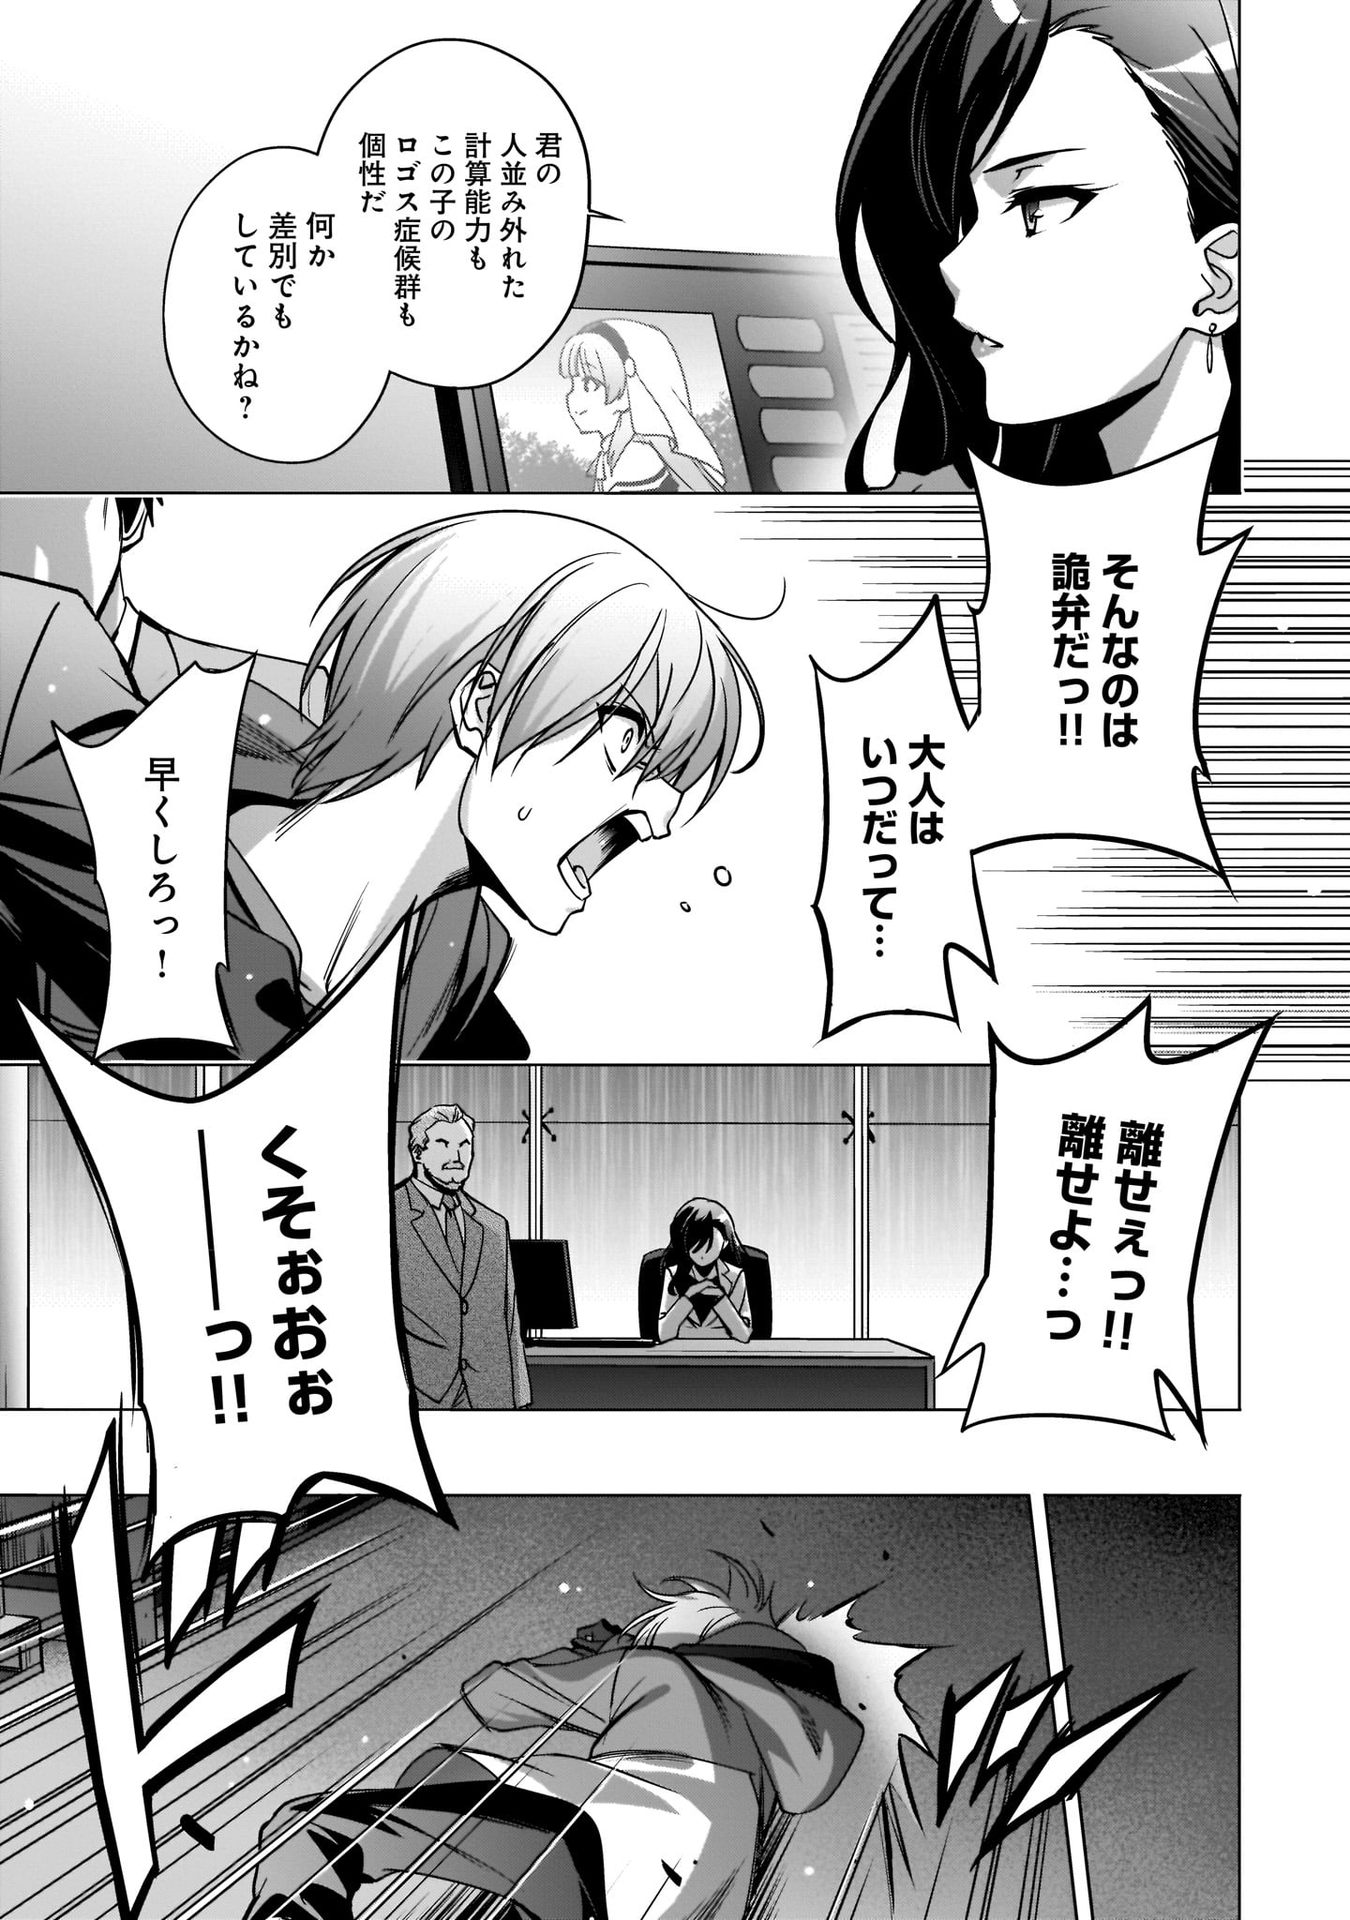 君の
人並み外れた
計算能力も
この子の
ロゴス症候群も
個性だ
何か
差別でも
しているかね?
そんなのは
詭弁だっ!!
大人は
いつだって…
早くしろっ!
離せぇっ!!
離せよ…っ
くそぉおおぉ
――っ!!
ドッ